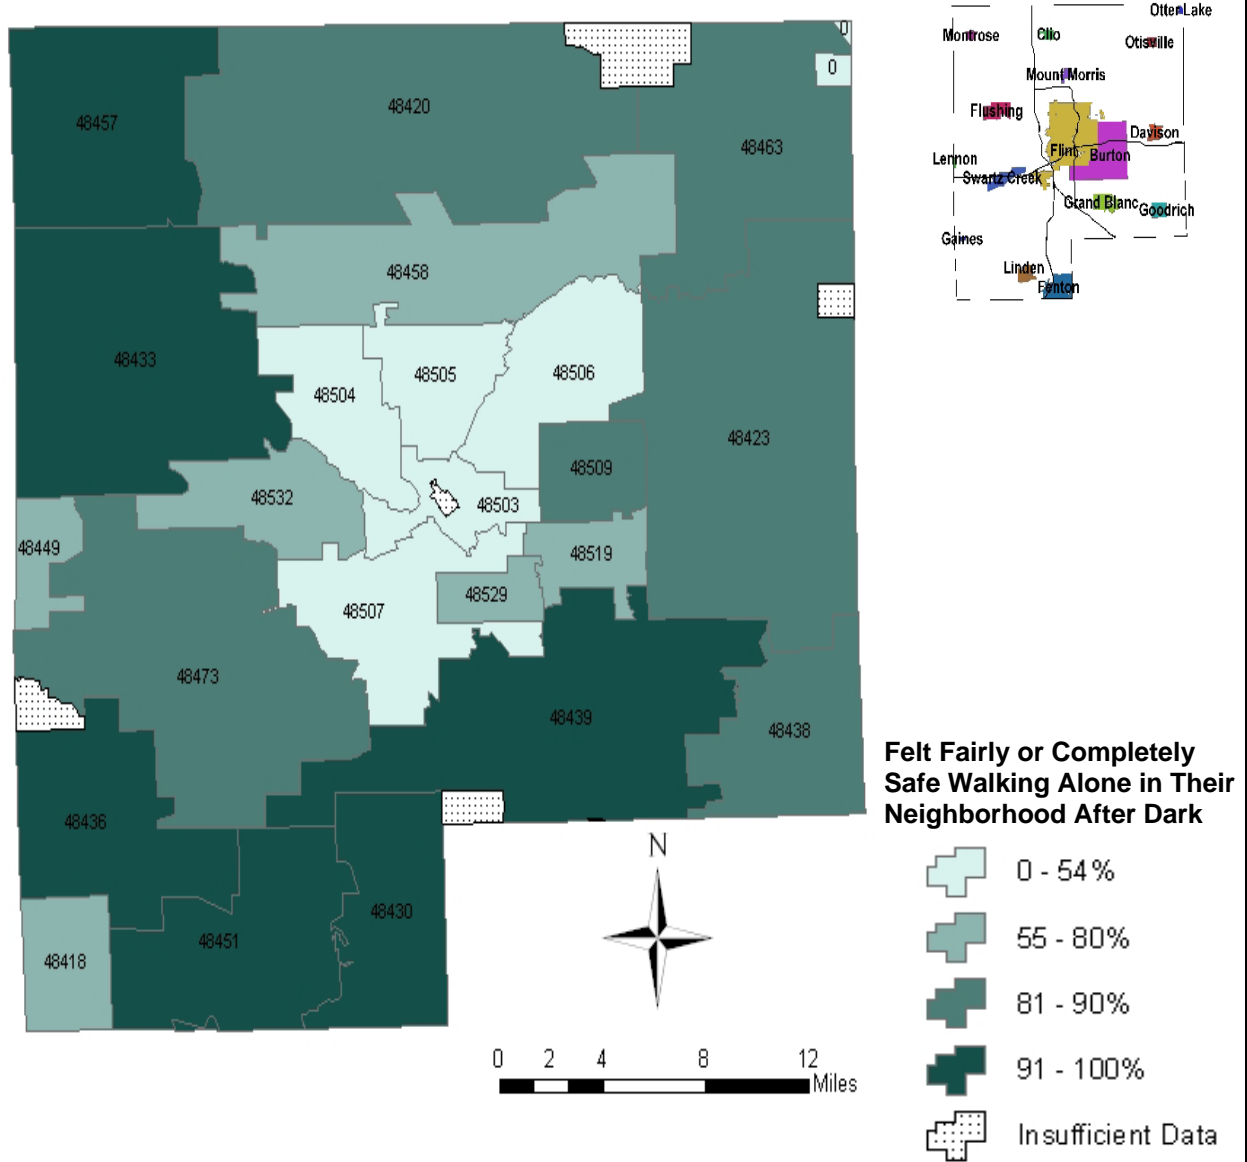 0
0
48457
48420
48463
48458
48433
48504
48505
48506
48423
48509
48532
48503
48449
48519
48529
48507
48473
48439
48438
48436
48430
48451
48418
Otter Lake
Montrose
Clio
Otisville
Mount Morris
Flushing
Davison
Flint
Burton
Lennon
Swartz Creek
Grand Blanc
Goodrich
Gaines
Linden
Fenton
N
0 2 4 8 12
Miles
Felt Fairly or Completely
Safe Walking Alone in Their
Neighborhood After Dark
0 - 54%
55 - 80%
81 - 90%
91 - 100%
Insufficient Data